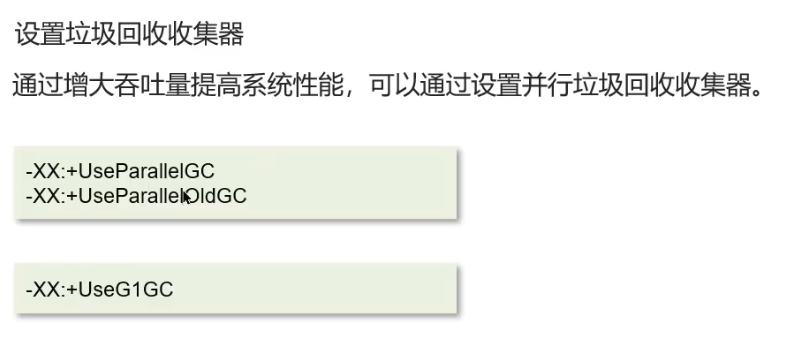 设置垃圾回收收集器
通过增大吞吐量提高系统性能，可以通过设置并行垃圾回收收集器。
-XX:+UseParallelGC
-XX:+UseParallelOldGC
-XX:+UseG1GC